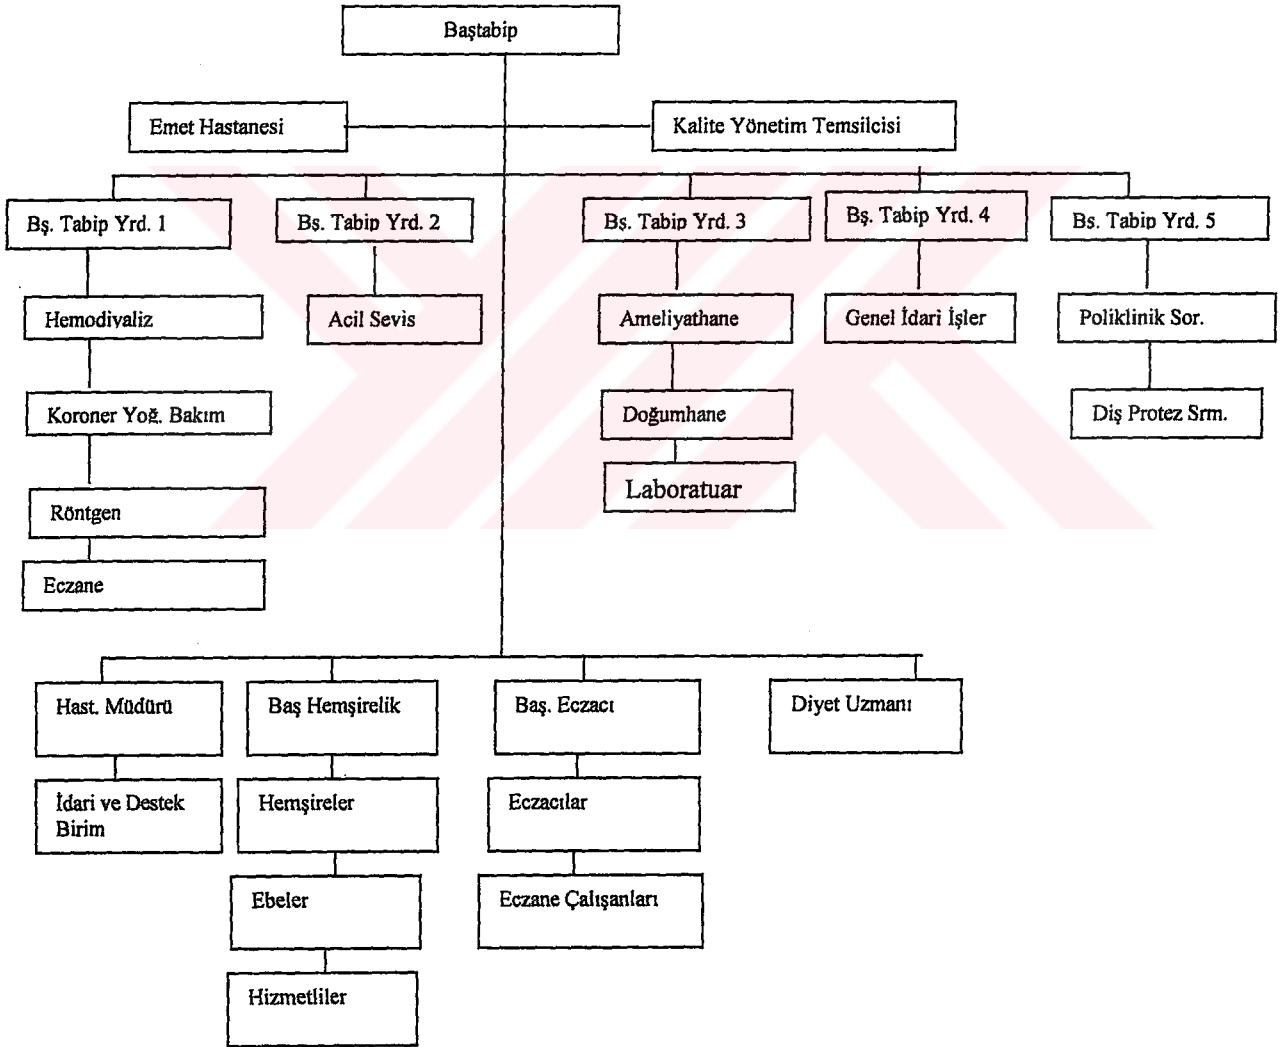 Baştabip
Emet Hastanesi
Kalite Yönetim Temsilcisi
Bş. Tabip Yrd. 1
Bş. Tabip Yrd. 2
Bş. Tabip Yrd. 3
Bş. Tabip Yrd. 4
Bş. Tabip Yrd. 5
Hemodivaliz
Acil Sevis
Ameliyathane
Genel İdari İşler
Poliklinik Sor.
Koroner Yoğ. Bakım
Doğumhane
Diş Protez Srm.
Laboratuar
Röntgen
Eczane
Hast. Müdürü
Baş Hemşirelik
Baş. Eczacı
Diyet Uzmanı
İdari ve Destek
Birim
Hemşireler
Eczacılar
Ebeler
Eczane Çalışanları
Hizmetliler